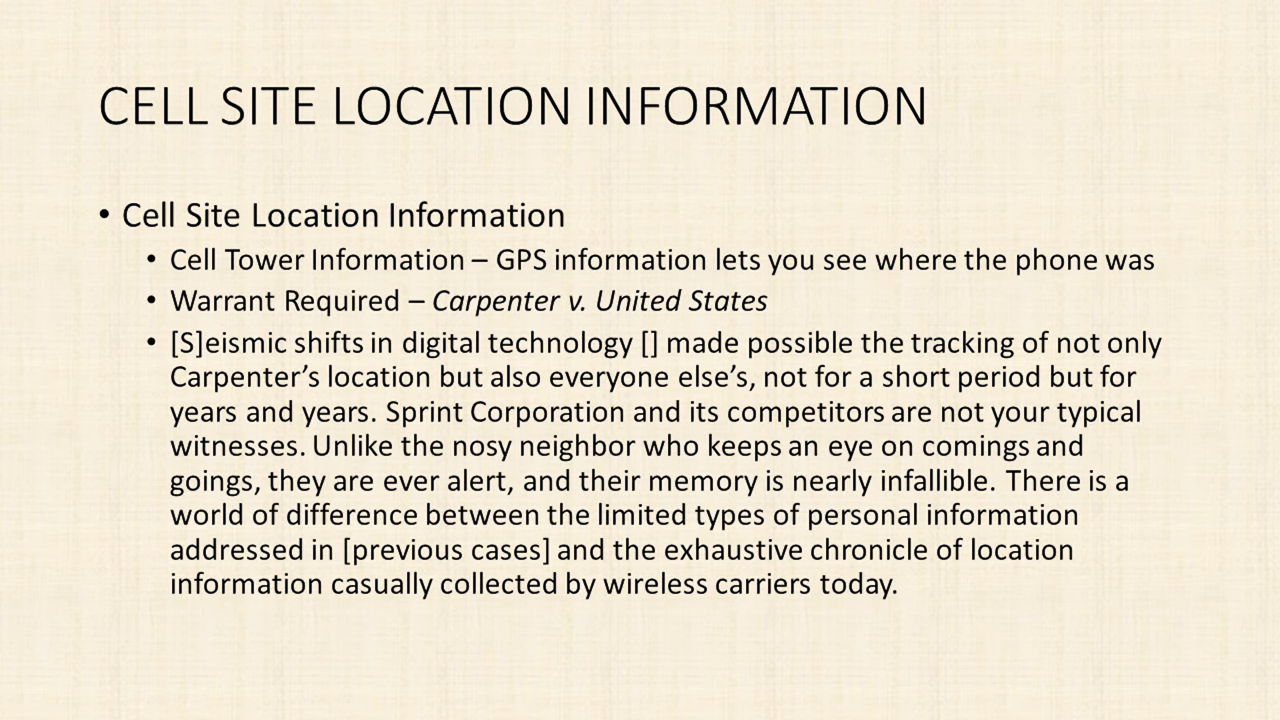 CELL SITE LOCATION INFORMATION
• Cell Site Location Information
• Cell Tower Information – GPS information lets you see where the phone was
• Warrant Required – Carpenter v. United States
• [S]eismic shifts in digital technology [] made possible the tracking of not only
Carpenter’s location but also everyone else’s, not for a short period but for
years and years. Sprint Corporation and its competitors are not your typical
witnesses. Unlike the nosy neighbor who keeps an eye on comings and
goings, they are ever alert, and their memory is nearly infallible. There is a
world of difference between the limited types of personal information
addressed in [previous cases] and the exhaustive chronicle of location
information casually collected by wireless carriers today.